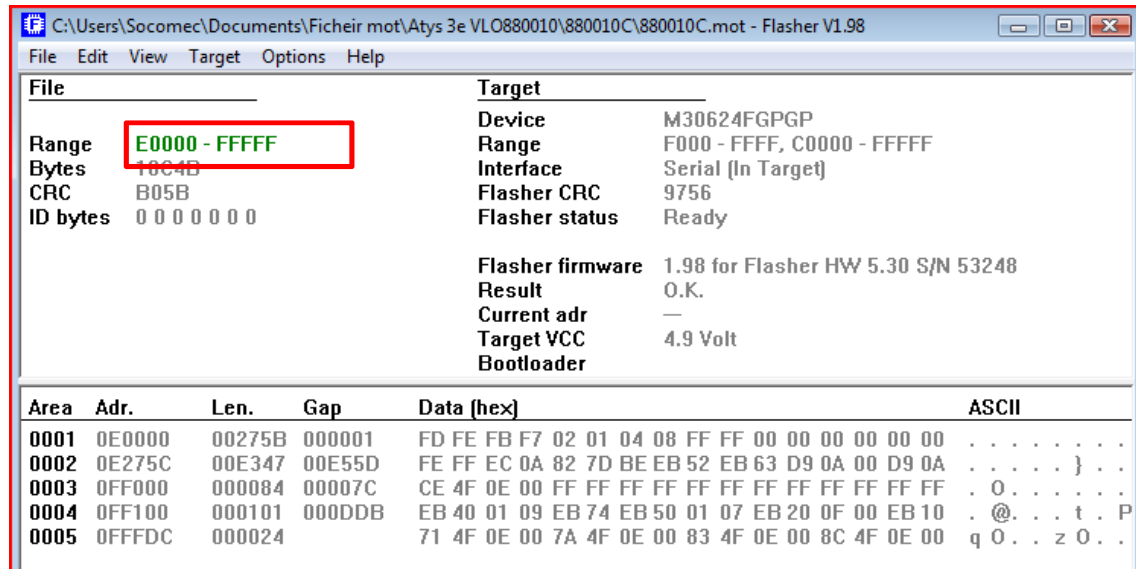 C:\Users\Socomec\Documents\Ficheir mot\Atys 3e VLO880010\880010C\880010C.mot - Flasher V1.98
File Edit View Target Options Help
File Target
Device M30624FGPGP
Range E0000 - FFFFF Range F000 - FFFF, C0000 - FFFFF
Bytes Interface Serial (In Target)
CRC B05B Flasher CRC 9756
ID bytes 0 0 0 0 0 0 0 Flasher status Ready
Flasher firmware 1.98 for Flasher HW 5.30 S/N 53248
Result O.K.
Current adr —
Target VCC 4.9 Volt
Bootloader
Area Adr. Len. Gap Data (hex) ASCII
0001 0E0000 00275B 000001 FD FE FB F7 02 01 04 08 FF FF 00 00 00 00 00 00 . . . . . . . .
0002 0E275C 00E347 00E55D FE FF EC 0A 82 7D BE EB 52 EB 63 D9 0A 00 D9 0A . . . . . } . .
0003 0FF000 000084 00007C CE 4F 0E 00 FF FF FF FF FF FF FF FF FF FF FF FF . O . . . . . .
0004 0FF100 000101 000DDB EB 40 01 09 EB 74 EB 50 01 07 EB 20 0F 00 EB 10 . @ . . . t . P
0005 0FFFDC 000024 71 4F 0E 00 7A 4F 0E 00 83 4F 0E 00 8C 4F 0E 00 q O . . z O . .